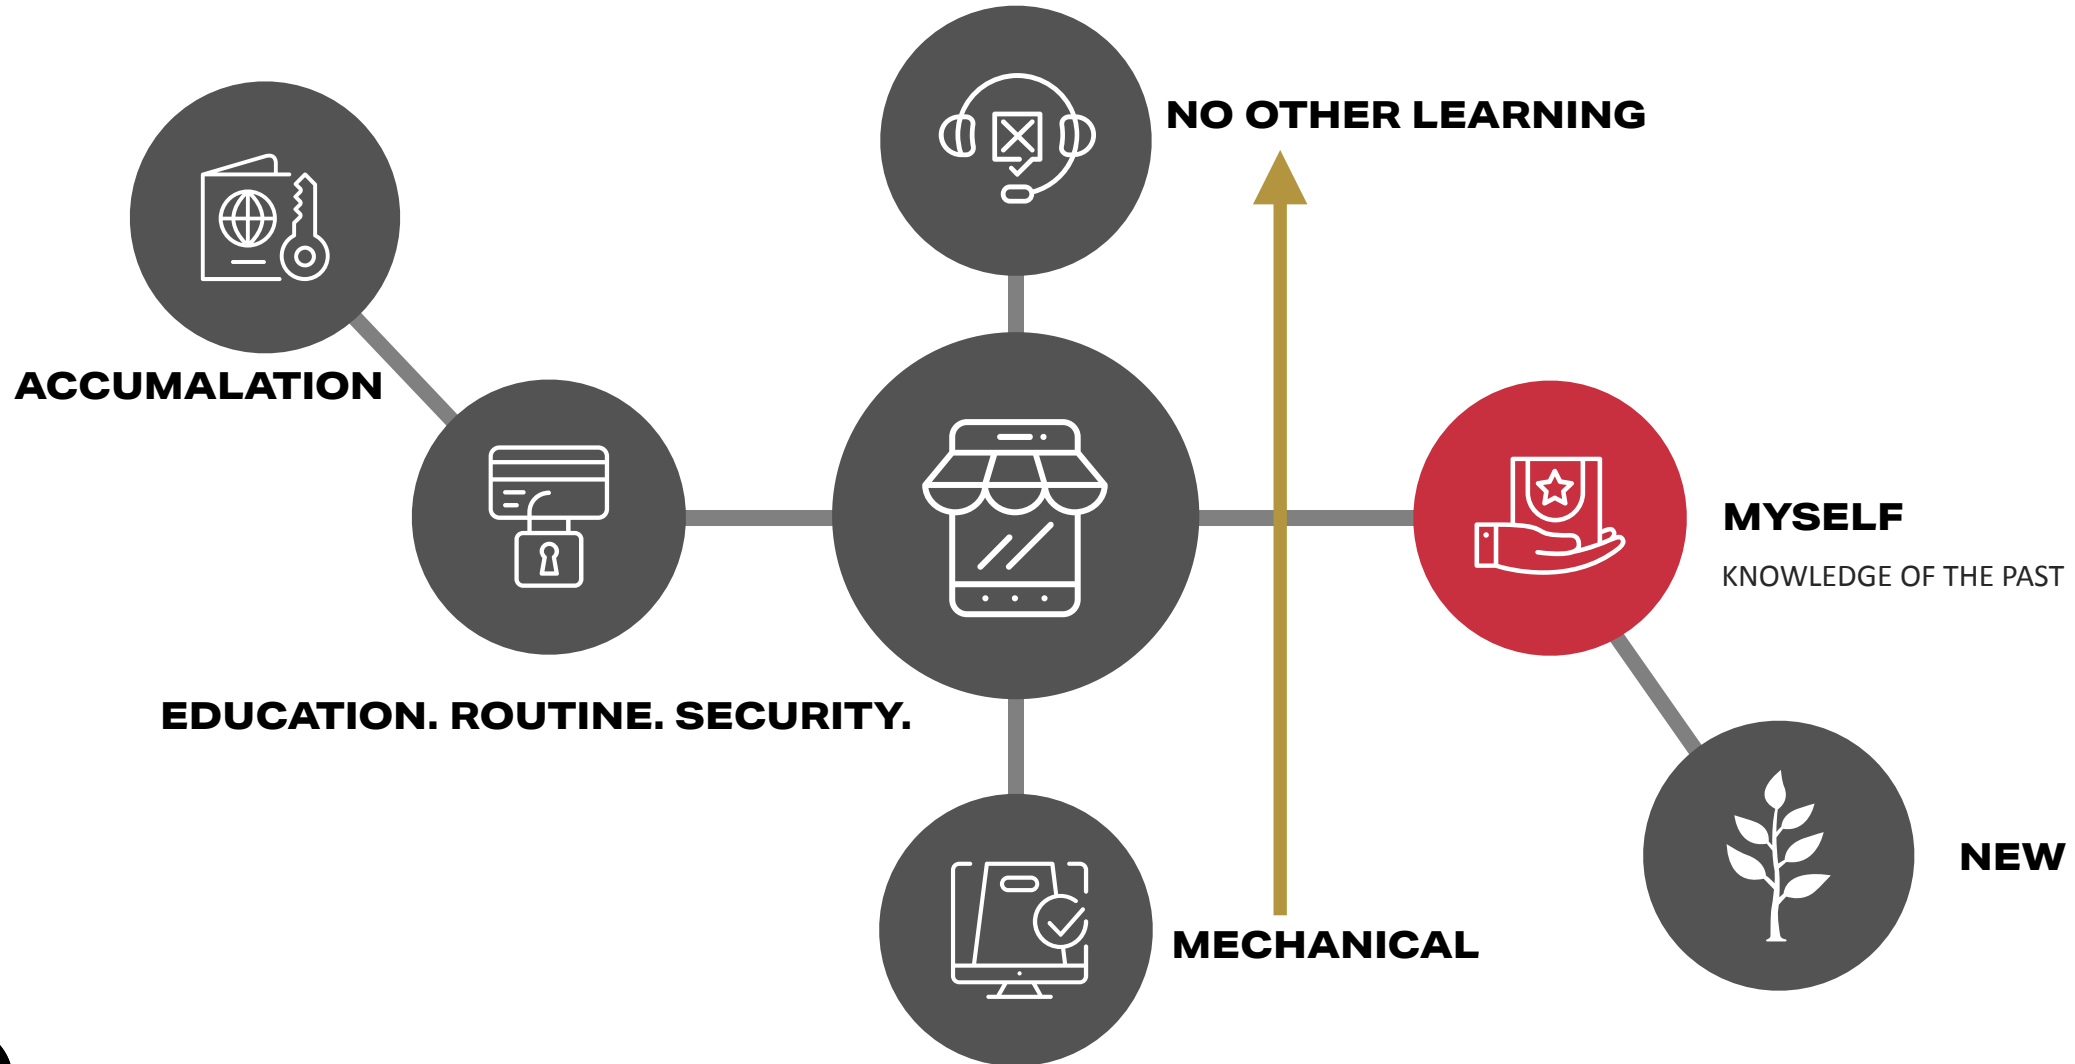 NO OTHER LEARNING
ACCUMALATION
MYSELF
KNOWLEDGE OF THE PAST
EDUCATION. ROUTINE. SECURITY.
NEW
MECHANICAL